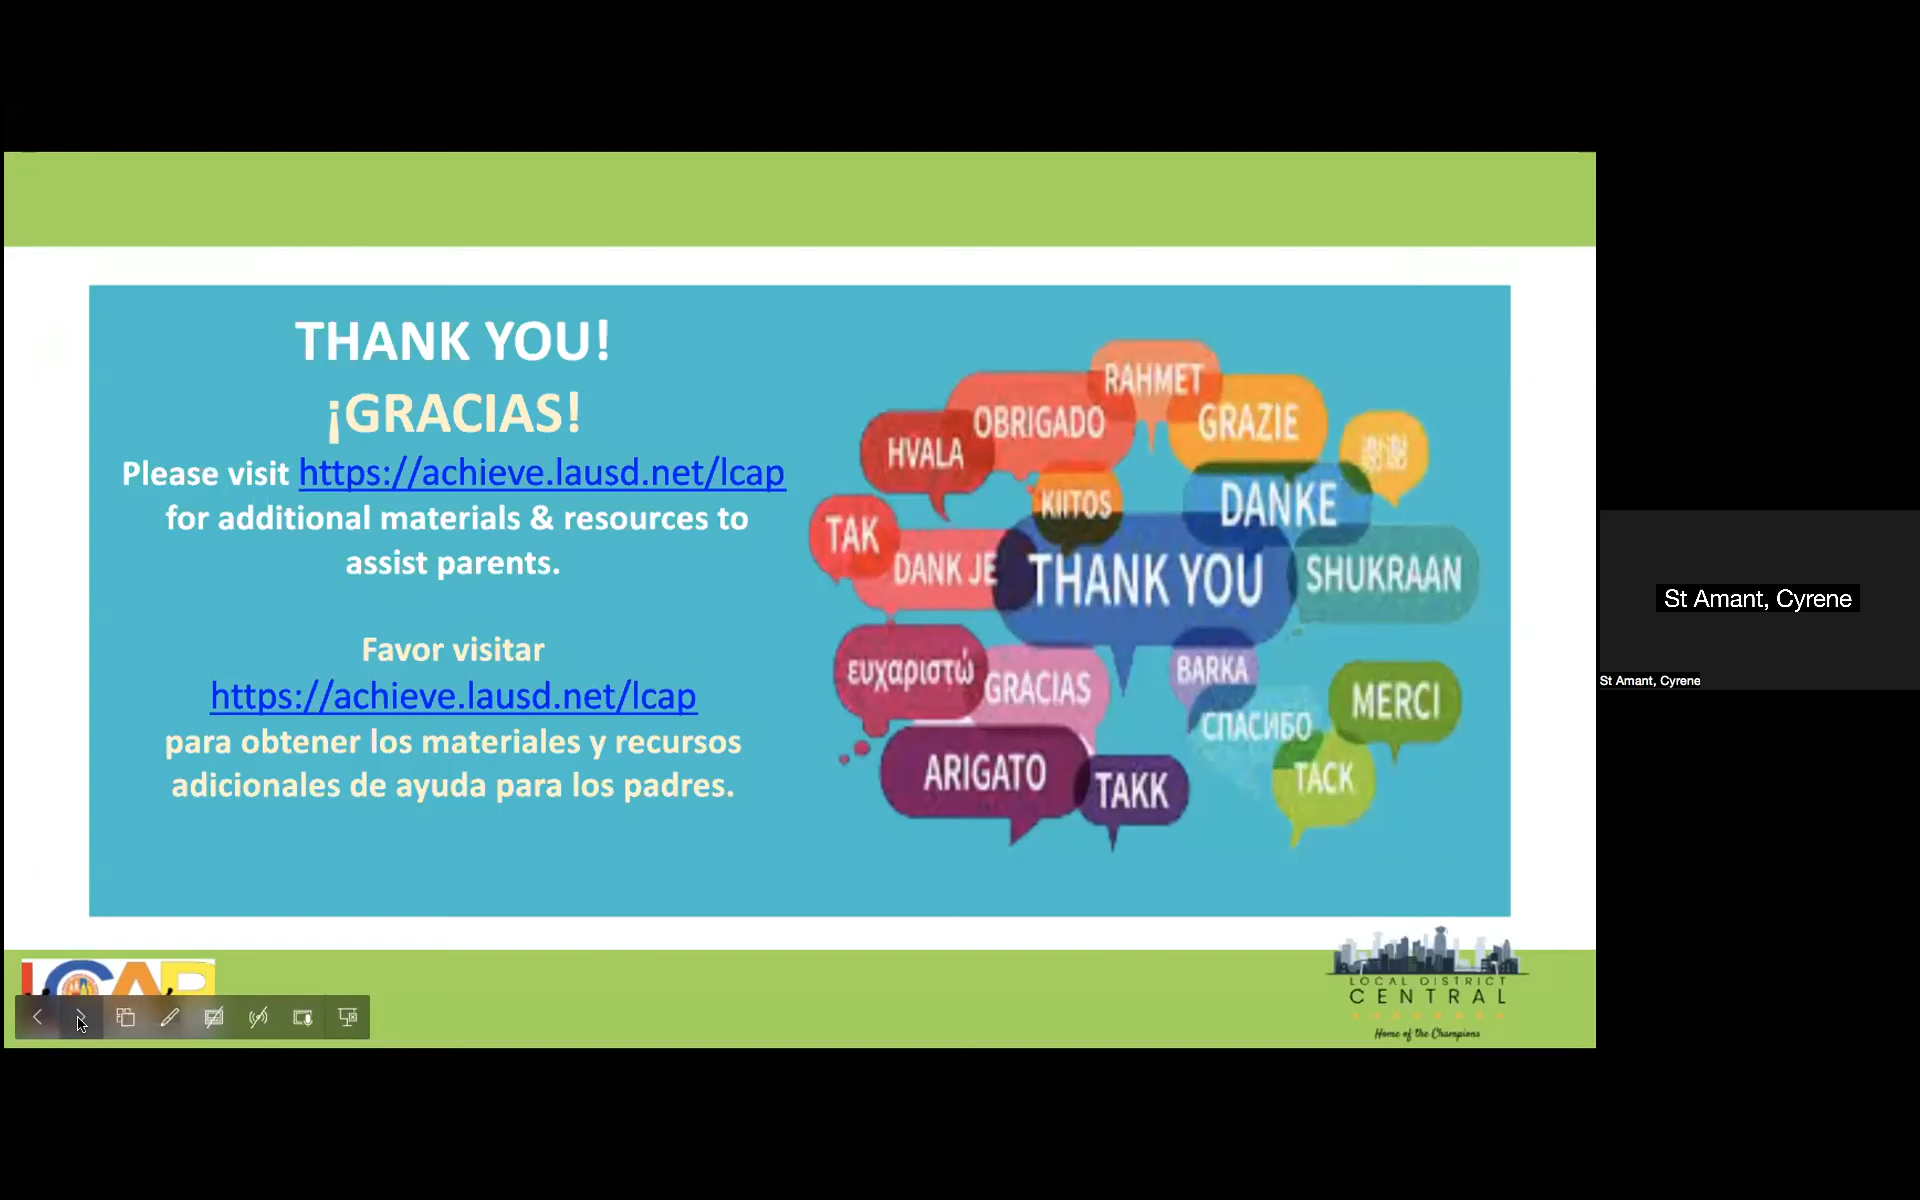 THANK YOU!
¡GRACIAS!
Please visit https://achieve.lausd.net/lcap
for additional materials & resources to
assist parents.
Favor visitar
https://achieve.lausd.net/lcap
para obtener los materiales y recursos
adicionales de ayuda para los padres.
RAHMET
OBRIGADO
GRAZIE
HVALA
KIITOS
DANKE
TAK
DANK JE
THANK YOU
SHUKRAAN
ευχαριστώ
GRACIAS
BARKA
MERCI
СПАСИБО
ARIGATO
TAKK
TACK
LCAP
LOCAL DISTRICT
CENTRAL
Home of the Champions
St Amant, Cyrene
St Amant, Cyrene